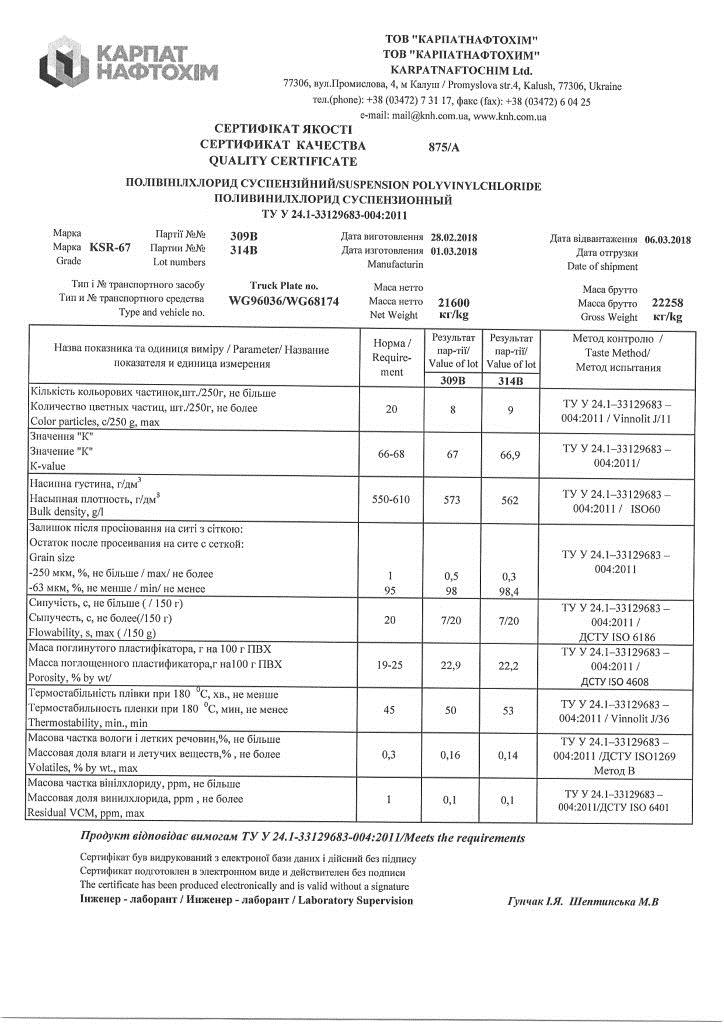 КАРПАТ
НАФТОХІМ
ТОВ "КАРПАТНАФТОХІМ"
ТОВ "КАРПАТНАФТОХИМ"
KARPATNAFTOCHIM Ltd.
77306, вул.Промислова, 4, м Калуш / Promyslova str.4, Kalush, 77306, Ukraine
тел.(phone): +38 (03472) 7 31 17, факс (fax): +38 (03472) 6 04 25
e-mail: mail@knh.com.ua, www.knh.com.ua
СЕРТИФІКАТ ЯКОСТІ
СЕРТИФИКАТ КАЧЕСТВА 875/A
QUALITY CERTIFICATE
ПОЛІВІНІЛХЛОРИД СУСПЕНЗІЙНИЙ/SUSPENSION POLYVINYLCHLORIDE
ПОЛИВИНИЛХЛОРИД СУСПЕНЗИОННЫЙ
ТУ У 24.1-33129683-004:2011
Марка Партії №№ 309В Дата виготовлення 28.02.2018 Дата відвантаження 06.03.2018
Марка KSR-67 Партии №№ 314В Дата изготовления 01.03.2018 Дата отгрузки
Grade Lot numbers Manufacturin Date of shipment
Тип і № транспортного засобу Truck Plate no. Маса нетто Маса брутто
Тип и № транспортного средства WG96036/WG68174 Масса нетто 21600 Масса брутто 22258
Type and vehicle no. Net Weight кг/kg Gross Weight кг/kg
Назва показника та одиниця виміру / Parameter/ Название
показателя и единица измерения
Норма /
Require-
ment
Результат
пар-тії/
Value of lot
309В
Результат
пар-тії/
Value of lot
314В
Метод контролю /
Taste Method/
Метод испытания
Кількість кольорових частинок,шт./250г, не більше
Количество цветных частиц, шт./250г, не более
Color particles, c/250 g, max
20 8 9
ТУ У 24.1–33129683 –
004:2011 / Vinnolit J/11
Значення "К"
Значение "К"
K-value
66-68 67 66,9
ТУ У 24.1–33129683 –
004:2011/
Насипна густина, г/дм³
Насыпная плотность, г/дм³
Bulk density, g/l
550-610 573 562
ТУ У 24.1–33129683 –
004:2011 / ISO60
Залишок після просіювання на ситі з сіткою:
Остаток после просеивания на сите с сеткой:
Grain size
-250 мкм, %, не більше / max/ не более 1 0,5 0,3
-63 мкм, %, не менше / min/ не менее 95 98 98,4
ТУ У 24.1–33129683 –
004:2011
Сипучість, с, не більше ( / 150 г)
Сыпучесть, с, не более(/150 г)
Flowability, s, max ( /150 g)
20 7/20 7/20
ТУ У 24.1–33129683 –
004:2011 /
ДСТУ ISO 6186
Маса поглинутого пластифікатора, г на 100 г ПВХ
Масса поглощенного пластификатора,г на100 г ПВХ
Porosity, % by wt/
19-25 22,9 22,2
ТУ У 24.1–33129683 –
004:2011 /
ДСТУ ISO 4608
Термостабільність плівки при 180 ⁰С, хв., не менше
Термостабильность пленки при 180 ⁰С, мин, не менее
Thermostability, min., min
45 50 53
ТУ У 24.1–33129683 –
004:2011 / Vinnolit J/36
Масова частка вологи і летких речовин,%, не більше
Массовая доля влаги и летучих веществ,% , не более
Volatiles, % by wt., max
0,3 0,16 0,14
ТУ У 24.1–33129683 –
004:2011 /ДСТУ ISO1269
Метод В
Масова частка вінілхлориду, ppm, не більше
Массовая доля винилхлорида, ppm , не более
Residual VCM, ppm, max
1 0,1 0,1
ТУ У 24.1–33129683–
004:2011/ДСТУ ISO 6401
Продукт відповідає вимогам ТУ У 24.1-33129683-004:2011/Meets the requirements
Сертифікат був видрукований з електроної бази даних і дійсний без підпису
Сертификат подготовлен в электронном виде и действителен без подписи
The certificate has been produced electronically and is valid without a signature
Інженер - лаборант / Инженер - лаборант / Laboratory Supervision Гунчак І.Я. Шептинська М.В